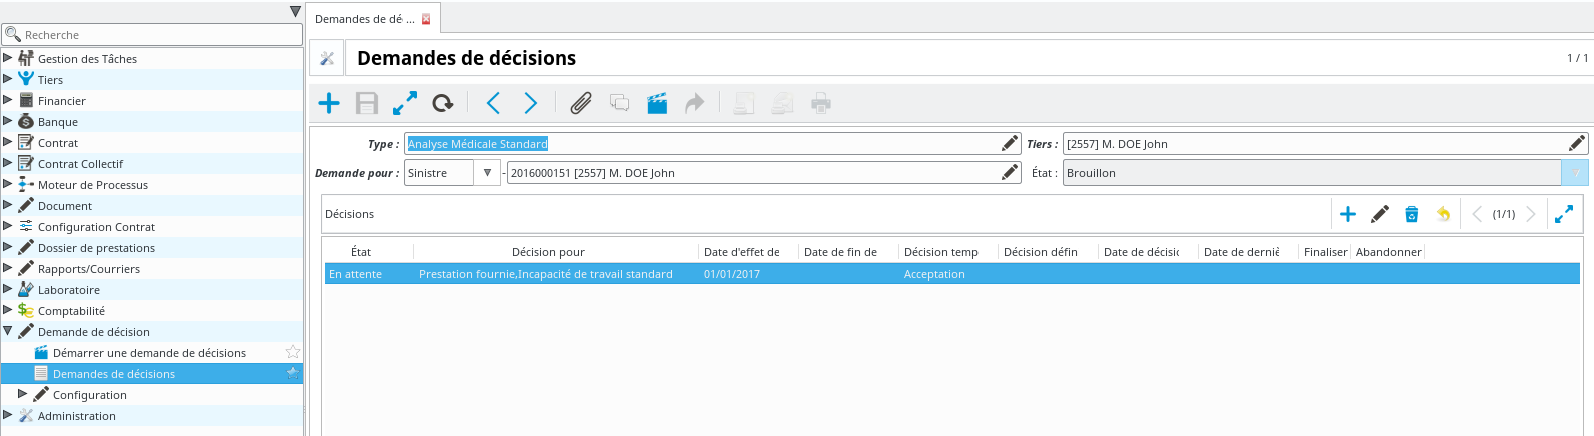 Demandes de déc ...
Recherche
Gestion des Tâches
Tiers
Financier
Banque
Contrat
Contrat Collectif
Moteur de Processus
Document
Configuration Contrat
Dossier de prestations
Rapports/Courriers
Laboratoire
Comptabilité
Demande de décision
Démarrer une demande de décisions
Demandes de décisions
Configuration
Administration
Demandes de décisions
1 / 1
Type : Analyse Médicale Standard Tiers : [2557] M. DOE John
Demande pour : Sinistre - 2016000151 [2557] M. DOE John État : Brouillon
Décisions (1/1)
État Décision pour Date d'effet de Date de fin de Décision temp Décision défin Date de décisic Date de derniè Finaliser Abandonner
En attente Prestation fournie,Incapacité de travail standard 01/01/2017 Acceptation